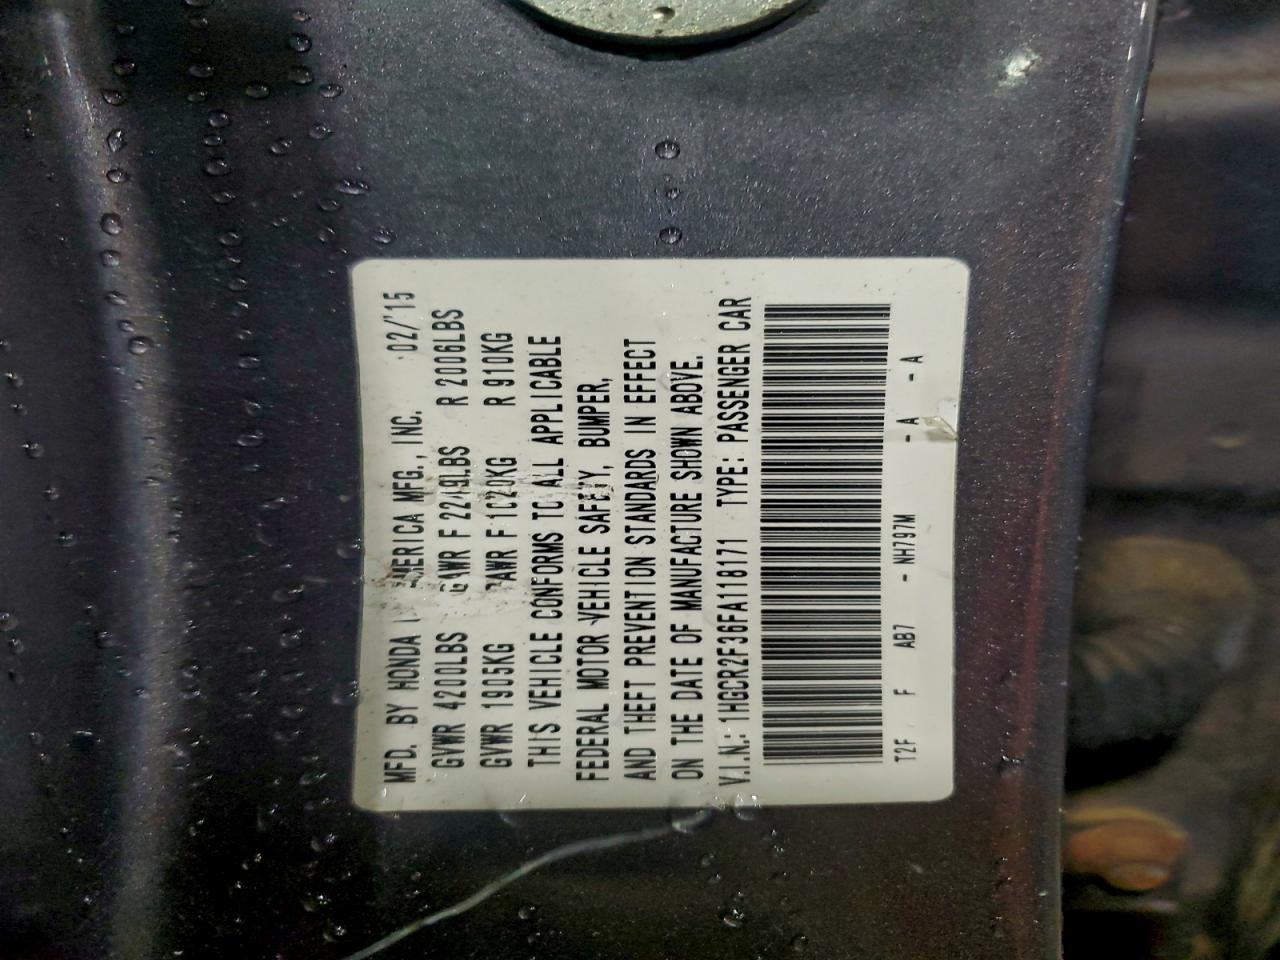 MFD. BY HONDA AMERICA MFG., INC. 02/'15
GVWR 4200LBS GAWR F 2249LBS R 2006LBS
GVWR 1905KG GAWR F 1020KG R 910KG
THIS VEHICLE CONFORMS TO ALL APPLICABLE
FEDERAL MOTOR VEHICLE SAFETY, BUMPER,
AND THEFT PREVENTION STANDARDS IN EFFECT
ON THE DATE OF MANUFACTURE SHOWN ABOVE.
V.I.N.: 1HGCR2F36FA118171 TYPE: PASSENGER CAR
T2F F AB7 - NH797M - A - A